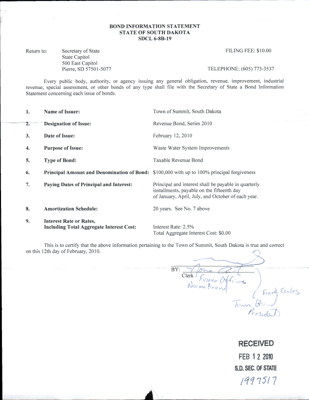 BOND INFORMATION STATEMENT
STATE OF SOUTH DAKOTA
SDCL 6-8B-19
Return to: Secretary of State FILING FEE: $10.00
State Capitol
500 East Capitol
Pierre, SD 57501-5077 TELEPHONE: (605) 773-3537
Every public body, authority, or agency issuing any general obligation, revenue, improvement, industrial
revenue, special assessment, or other bonds of any type shall file with the Secretary of State a Bond Information
Statement concerning each issue of bonds.
1. Name of Issuer: Town of Summit, South Dakota
2. Designation of Issue: Revenue Bond, Series 2010
3. Date of Issue: February 12, 2010
4. Purpose of Issue: Waste Water System Improvements
5. Type of Bond: Taxable Revenue Bond
6. Principal Amount and Denomination of Bond: $100,000 with up to 100% principal forgiveness
7. Paying Dates of Principal and Interest: Principal and interest shall be payable in quarterly
installments, payable on the fifteenth day
of January, April, July, and October of each year.
8. Amortization Schedule: 20 years. See No. 7 above
9. Interest Rate or Rates,
Including Total Aggregate Interest Cost: Interest Rate: 2.5%
Total Aggregate Interest Cost: $0.00
This is to certify that the above information pertaining to the Town of Summit, South Dakota is true and correct
on this 12th day of February, 2010.
BY:
Clerk Finance Officer
Town
President
RECEIVED
FEB 12 2010
S.D. SEC. OF STATE
1997517